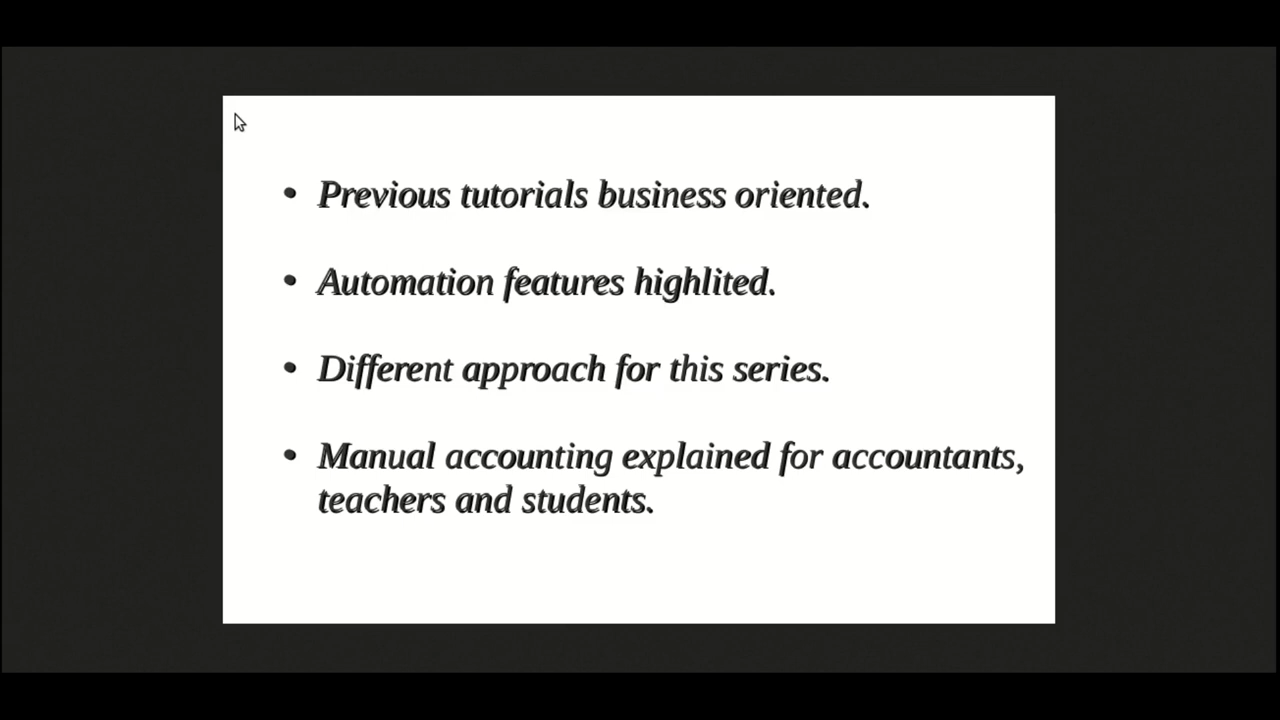 • Previous tutorials business oriented.
• Automation features highlited.
• Different approach for this series.
• Manual accounting explained for accountants,
teachers and students.